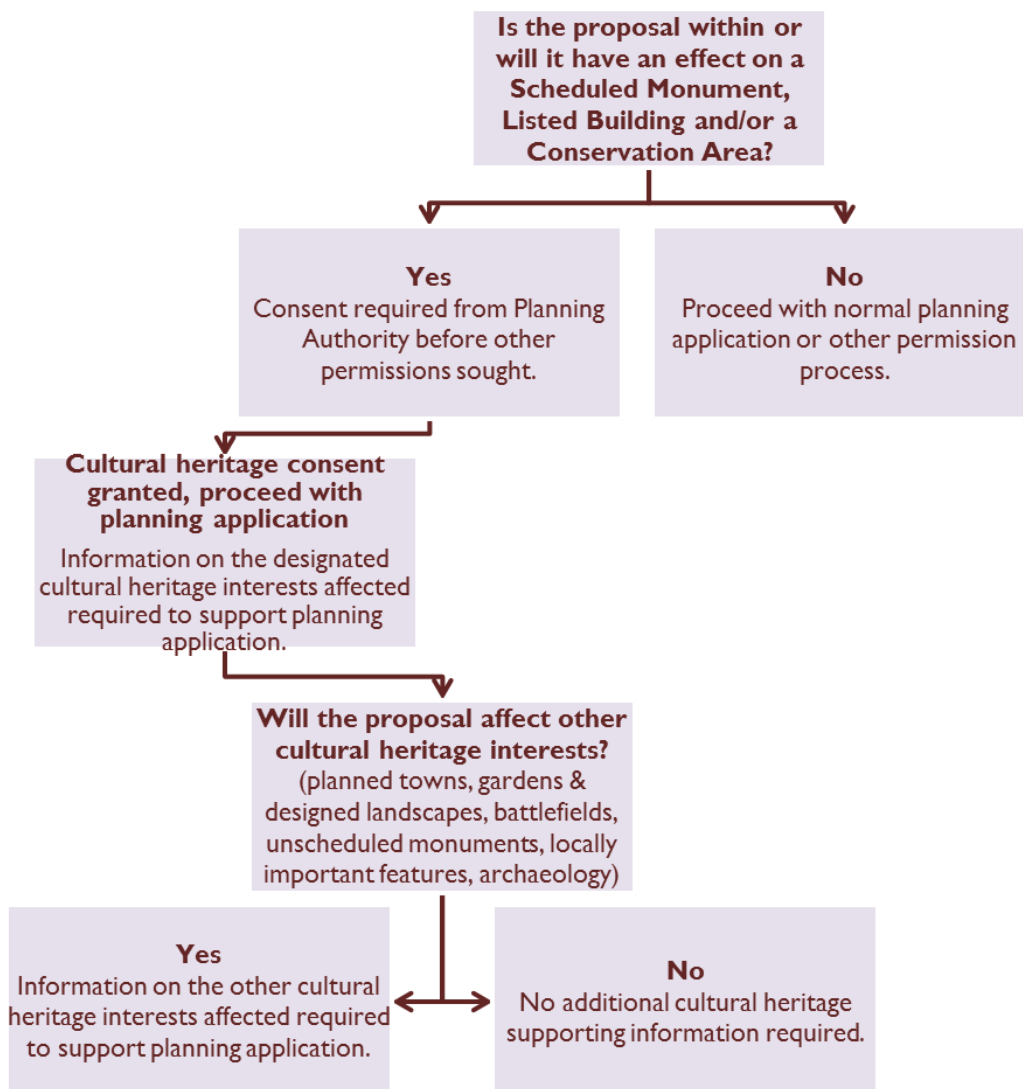 Is the proposal within or
will it have an effect on a
Scheduled Monument,
Listed Building and/or a
Conservation Area?
Yes
Consent required from Planning
Authority before other
permissions sought.
No
Proceed with normal planning
application or other permission
process.
Cultural heritage consent
granted, proceed with
planning application
Information on the designated
cultural heritage interests affected
required to support planning
application.
Will the proposal affect other
cultural heritage interests?
(planned towns, gardens &
designed landscapes, battlefields,
unscheduled monuments, locally
important features, archaeology)
Yes
Information on the other cultural
heritage interests affected required
to support planning application.
No
No additional cultural heritage
supporting information required.